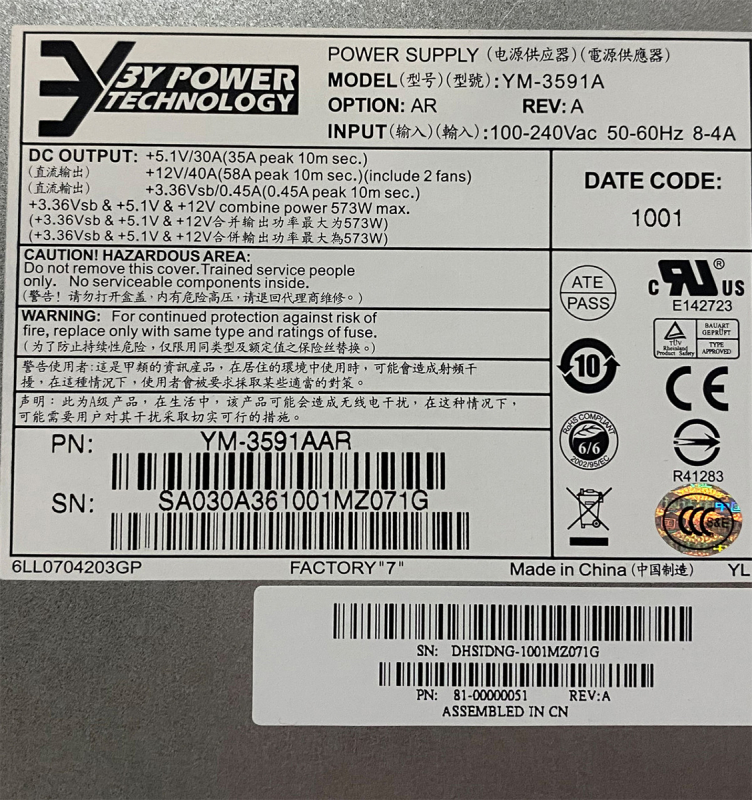 3Y POWER
TECHNOLOGY
POWER SUPPLY (电源供应器)(電源供應器)
MODEL(型号)(型號):YM-3591A
OPTION: AR REV: A
INPUT(输入)(輸入):100-240Vac 50-60Hz 8-4A
DC OUTPUT: +5.1V/30A(35A peak 10m sec.)
(直流输出) +12V/40A(58A peak 10m sec.)(include 2 fans)
(直流輸出) +3.36Vsb/0.45A(0.45A peak 10m sec.)
+3.36Vsb & +5.1V & +12V combine power 573W max.
(+3.36Vsb & +5.1V & +12V合并输出功率最大为573W)
(+3.36Vsb & +5.1V & +12V合併輸出功率最大為573W)
DATE CODE:
1001
CAUTION! HAZARDOUS AREA:
Do not remove this cover. Trained service people
only. No serviceable components inside.
(警告! 请勿打开盒盖, 内有危险高压, 请退回代理商维修。)
WARNING: For continued protection against risk of
fire, replace only with same type and ratings of fuse.
(为了防止持续性危险, 仅限用同类型及额定值之保险丝替换。)
警告使用者:這是甲類的資訊産品, 在居住的環境中使用時, 可能會造成射頻干
擾, 在這種情況下, 使用者會被要求採取某些適當的對策。
声明: 此为A级产品, 在生活中, 该产品可能会造成无线电干扰, 在这种情况下,
可能需要用户对其干扰采取切实可行的措施。
ATE
PASS
c RU US ®
E142723
TÜV
Rheinland
Product Safety
BAUART
GEPRÜFT
TYPE
APPROVED
10
CE
RoHS COMPLIANT
6/6
2002/95/EC
R41283
CCC S&E
PN: YM-3591AAR
SN: SA030A361001MZ071G
6LL0704203GP FACTORY "7" Made in China (中国制造) YL
SN: DHSIDNG-1001MZ071G
PN: 81-00000051 REV:A
ASSEMBLED IN CN